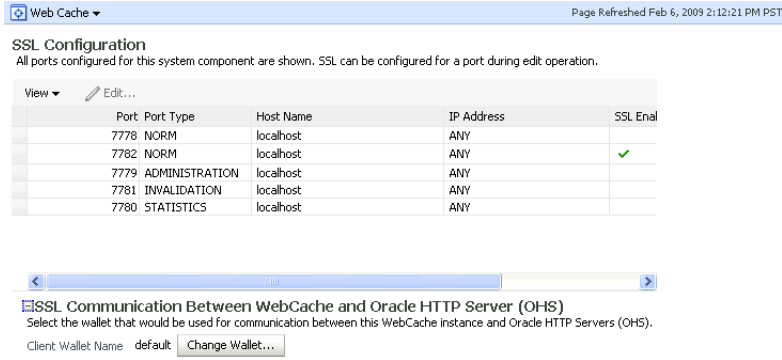 Web Cache Page Refreshed Feb 6, 2009 2:12:21 PM PST
SSL Configuration
All ports configured for this system component are shown. SSL can be configured for a port during edit operation.
View Edit...
Port Port Type Host Name IP Address SSL Enal
7778 NORM localhost ANY
7782 NORM localhost ANY
7779 ADMINISTRATION localhost ANY
7781 INVALIDATION localhost ANY
7780 STATISTICS localhost ANY
SSL Communication Between WebCache and Oracle HTTP Server (OHS)
Select the wallet that would be used for communication between this WebCache instance and Oracle HTTP Servers (OHS).
Client Wallet Name default Change Wallet...